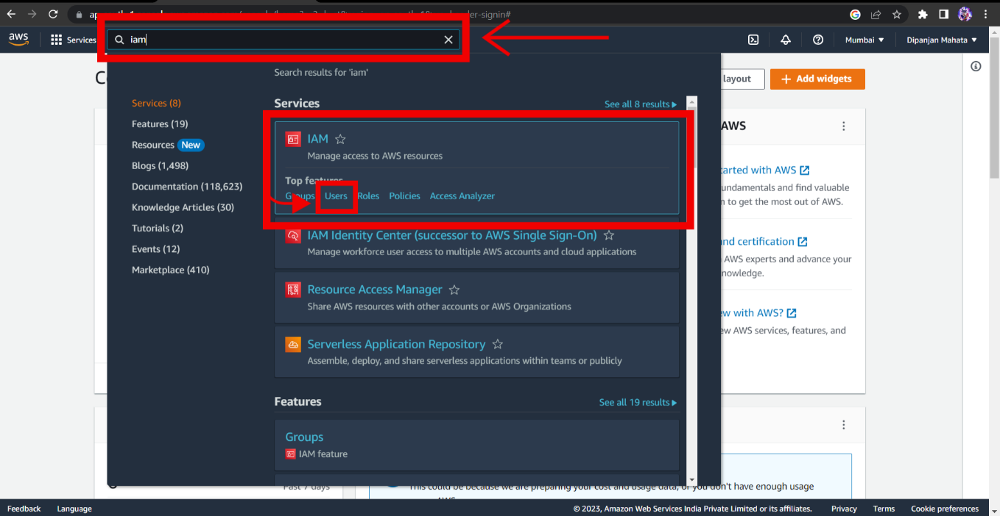 er-signin#
aws
Services
iam
Mumbai
Dipanjan Mahata
Search results for 'iam'
layout
Add widgets
Services (8)
Features (19)
Resources New
Blogs (1,498)
Documentation (118,623)
Knowledge Articles (30)
Tutorials (2)
Events (12)
Marketplace (410)
Services
See all 8 results
IAM
Manage access to AWS resources
Top features
Groups Users Roles Policies Access Analyzer
IAM Identity Center (successor to AWS Single Sign-On)
Manage workforce user access to multiple AWS accounts and cloud applications
Resource Access Manager
Share AWS resources with other accounts or AWS Organizations
Serverless Application Repository
Assemble, deploy, and share serverless applications within teams or publicly
Features
See all 19 results
Groups
IAM feature
AWS
arted with AWS
undamentals and find valuable
n to get the most out of AWS.
nd certification
AWS experts and advance your
nowledge.
ew with AWS?
ew AWS services, features, and
Past 7 days
This could be because we are preparing your cost and usage data, or you don't have enough usage
Feedback
Language
© 2023, Amazon Web Services India Private Limited or its affiliates.
Privacy
Terms
Cookie preferences